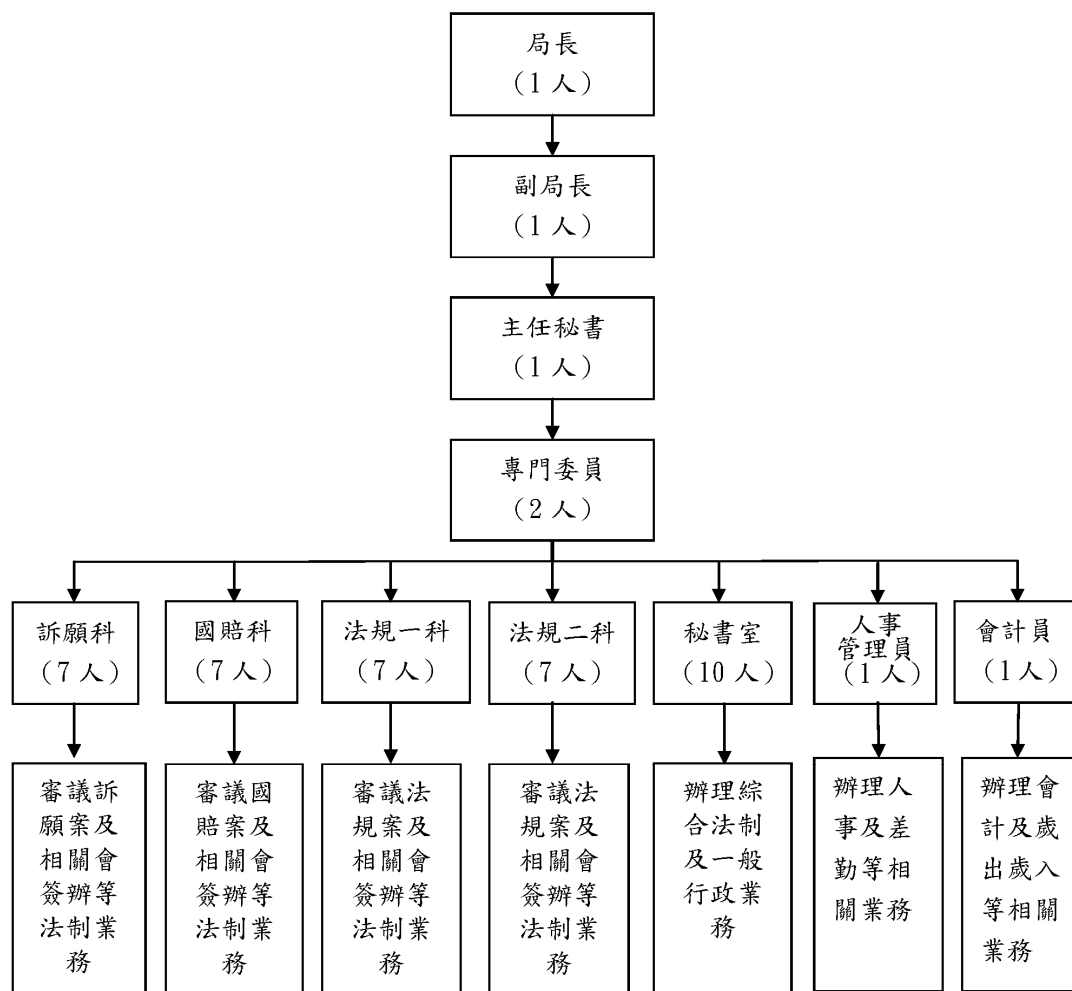 局長
(1人)
副局長
(1人)
主任秘書
(1人)
專門委員
(2人)
訴願科
(7人)
國賠科
(7人)
法規一科
(7人)
法規二科
(7人)
秘書室
(10人)
人事
管理員
(1人)
會計員
(1人)
審議訴
願案及
相關會
簽辦等
法制業
務
審議國
賠案及
相關會
簽辦等
法制業
務
審議法
規案及
相關會
簽辦等
法制業
務
審議法
規案及
相關會
簽辦等
法制業
務
辦理綜
合法制
及一般
行政業
務
辦理人
事及差
勤等相
關業務
辦理會
計及歲
出歲入
等相關
業務